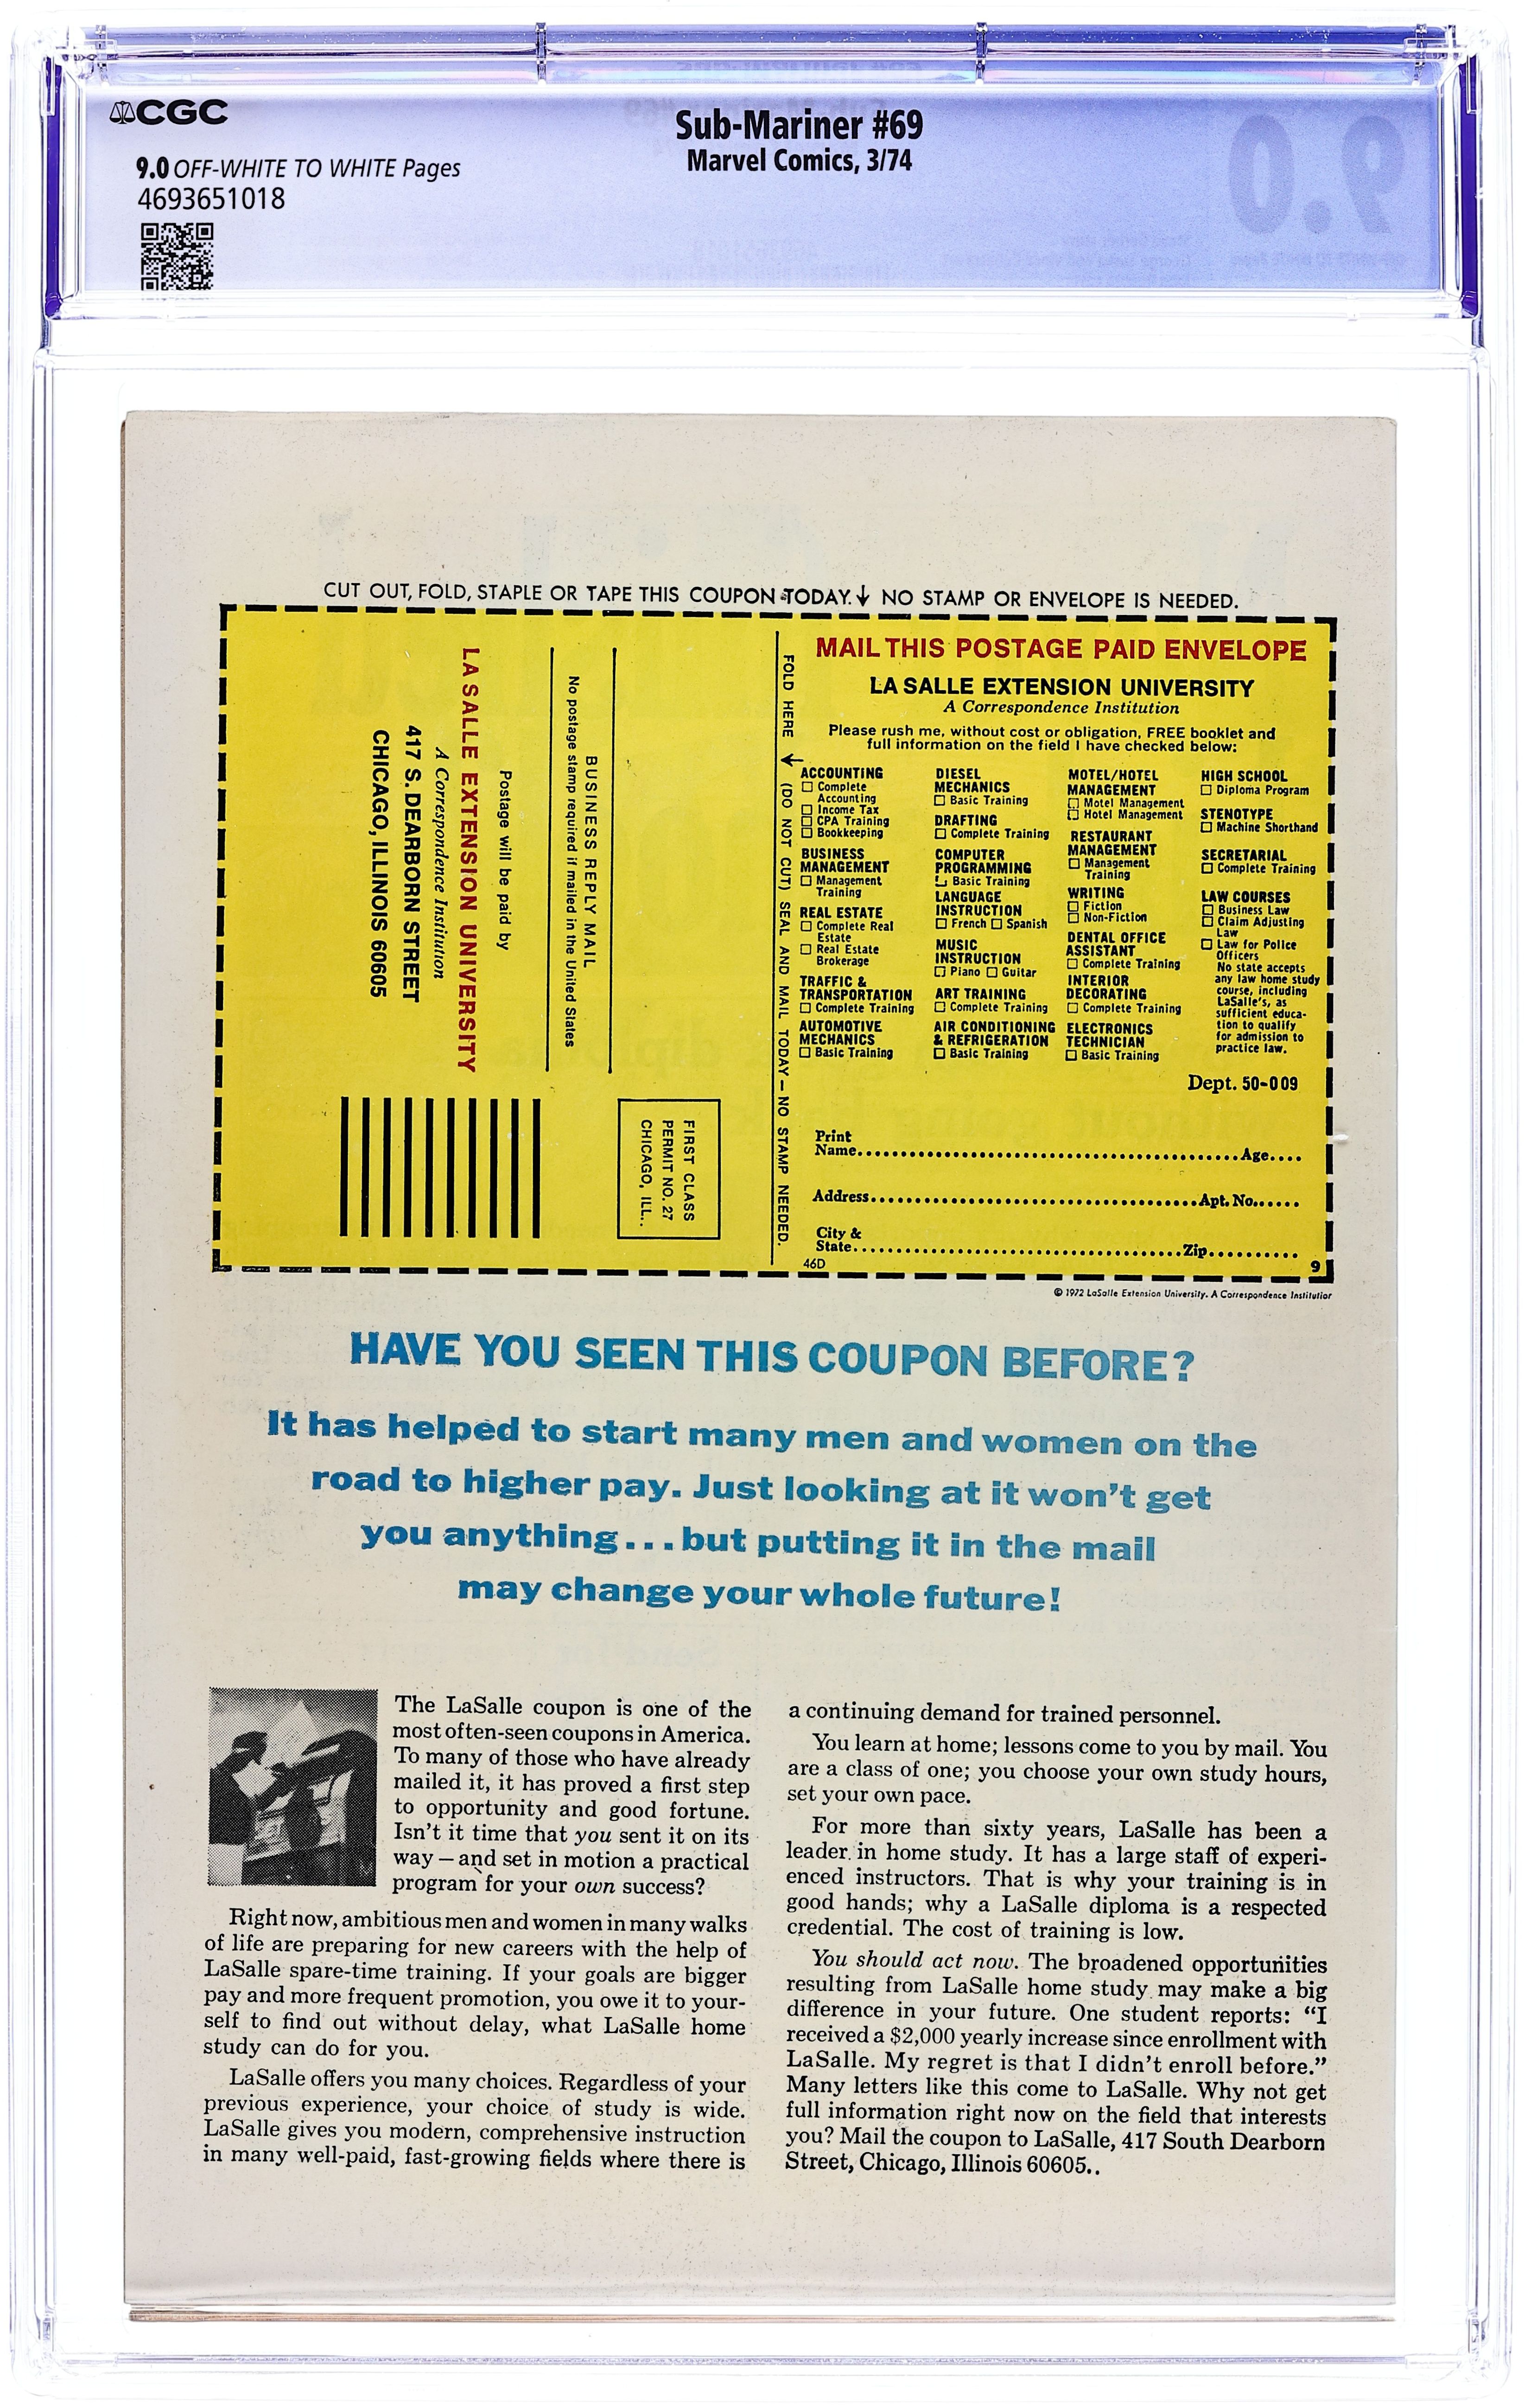 CGC
Sub-Mariner #69
Marvel Comics, 3/74
9.0 OFF-WHITE TO WHITE Pages
4693651018
9.0
CUT OUT, FOLD, STAPLE OR TAPE THIS COUPON TODAY. ↓ NO STAMP OR ENVELOPE IS NEEDED.
FIRST CLASS
PERMIT NO. 27
CHICAGO, ILL..
BUSINESS REPLY MAIL
No postage stamp required if mailed in the United States
Postage will be paid by
LA SALLE EXTENSION UNIVERSITY
A Correspondence Institution
417 S. DEARBORN STREET
CHICAGO, ILLINOIS 60605
FOLD HERE ← (DO NOT CUT) SEAL AND MAIL TODAY — NO STAMP NEEDED.
MAIL THIS POSTAGE PAID ENVELOPE
LA SALLE EXTENSION UNIVERSITY
A Correspondence Institution
Please rush me, without cost or obligation, FREE booklet and
full information on the field I have checked below:
ACCOUNTING
☐ Complete
Accounting
☐ Income Tax
☐ CPA Training
☐ Bookkeeping
BUSINESS
MANAGEMENT
☐ Management
Training
REAL ESTATE
☐ Complete Real
Estate
☐ Real Estate
Brokerage
TRAFFIC &
TRANSPORTATION
☐ Complete Training
AUTOMOTIVE
MECHANICS
☐ Basic Training
DIESEL
MECHANICS
☐ Basic Training
DRAFTING
☐ Complete Training
COMPUTER
PROGRAMMING
☐ Basic Training
LANGUAGE
INSTRUCTION
☐ French ☐ Spanish
MUSIC
INSTRUCTION
☐ Piano ☐ Guitar
ART TRAINING
☐ Complete Training
AIR CONDITIONING
& REFRIGERATION
☐ Basic Training
MOTEL/HOTEL
MANAGEMENT
☐ Motel Management
☐ Hotel Management
RESTAURANT
MANAGEMENT
☐ Management
Training
WRITING
☐ Fiction
☐ Non-Fiction
DENTAL OFFICE
ASSISTANT
☐ Complete Training
INTERIOR
DECORATING
☐ Complete Training
ELECTRONICS
TECHNICIAN
☐ Basic Training
HIGH SCHOOL
☐ Diploma Program
STENOTYPE
☐ Machine Shorthand
SECRETARIAL
☐ Complete Training
LAW COURSES
☐ Business Law
☐ Claim Adjusting
Law
☐ Law for Police
Officers
No state accepts
any law home study
course, including
LaSalle's, as
sufficient educa-
tion to qualify
for admission to
practice law.
Dept. 50-009
Print
Name.............................................Age....
Address.......................................Apt. No......
City &
State.......................................Zip..........
46D 9
© 1972 LaSalle Extension University. A Correspondence Institution
HAVE YOU SEEN THIS COUPON BEFORE?
It has helped to start many men and women on the
road to higher pay. Just looking at it won't get
you anything...but putting it in the mail
may change your whole future!
The LaSalle coupon is one of the
most often-seen coupons in America.
To many of those who have already
mailed it, it has proved a first step
to opportunity and good fortune.
Isn't it time that you sent it on its
way—and set in motion a practical
program for your own success?
Right now, ambitious men and women in many walks
of life are preparing for new careers with the help of
LaSalle spare-time training. If your goals are bigger
pay and more frequent promotion, you owe it to your-
self to find out without delay, what LaSalle home
study can do for you.
LaSalle offers you many choices. Regardless of your
previous experience, your choice of study is wide.
LaSalle gives you modern, comprehensive instruction
in many well-paid, fast-growing fields where there is
a continuing demand for trained personnel.
You learn at home; lessons come to you by mail. You
are a class of one; you choose your own study hours,
set your own pace.
For more than sixty years, LaSalle has been a
leader in home study. It has a large staff of experi-
enced instructors. That is why your training is in
good hands; why a LaSalle diploma is a respected
credential. The cost of training is low.
You should act now. The broadened opportunities
resulting from LaSalle home study may make a big
difference in your future. One student reports: "I
received a $2,000 yearly increase since enrollment with
LaSalle. My regret is that I didn't enroll before."
Many letters like this come to LaSalle. Why not get
full information right now on the field that interests
you? Mail the coupon to LaSalle, 417 South Dearborn
Street, Chicago, Illinois 60605..